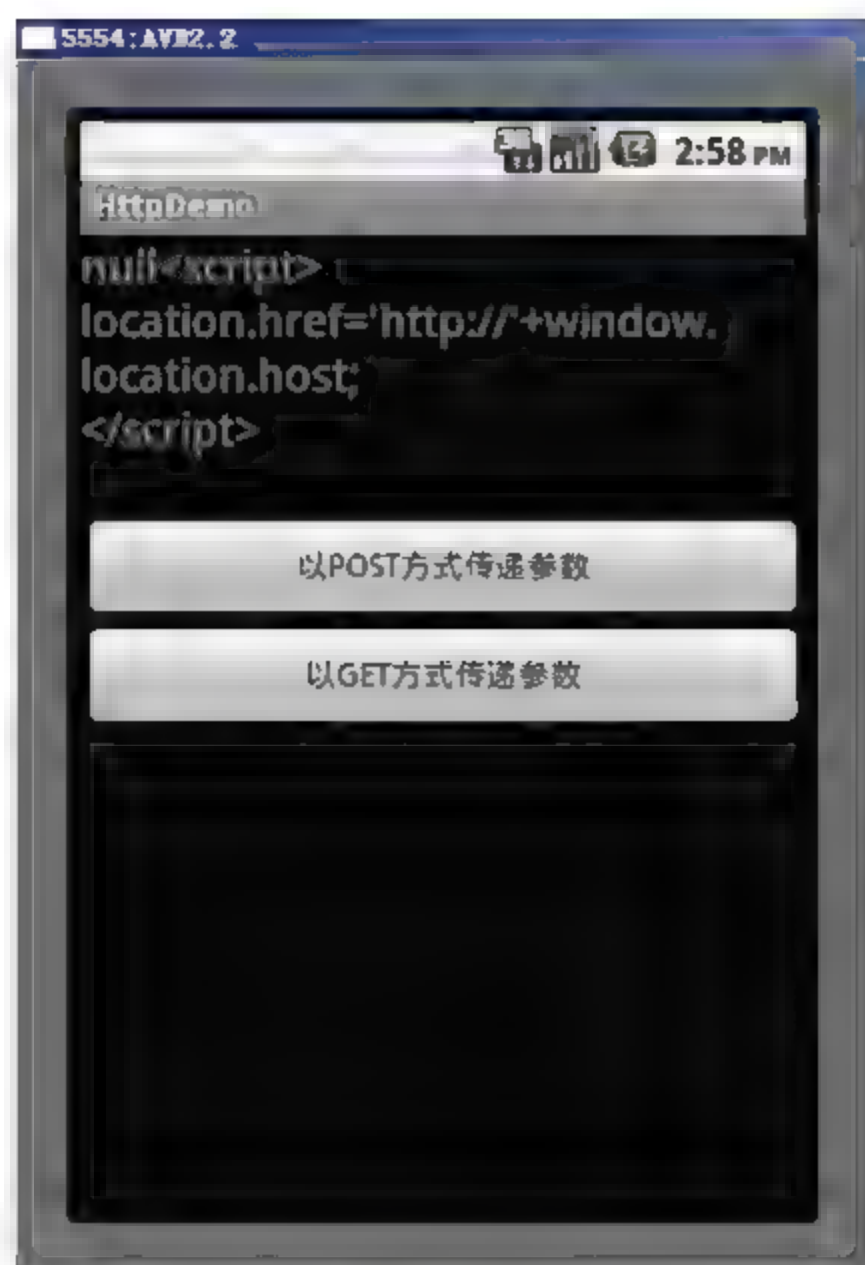 5554:AVD2.2
2:58 PM
HttpDemo
null<script>
location.href='http://'+window.
location.host;
</script>
以POST方式传递参数
以GET方式传递参数